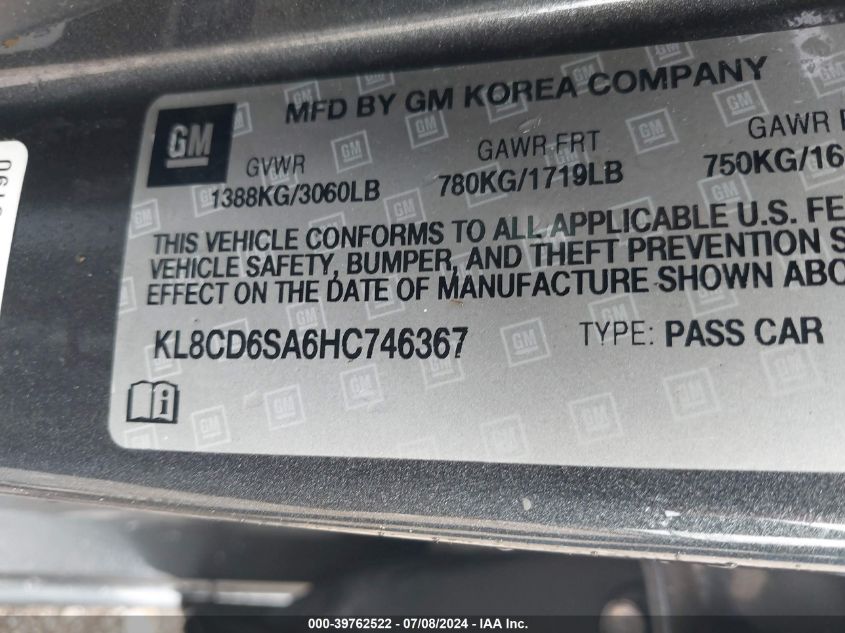 MFD BY GM KOREA COMPANY
GM
GVWR GAWR FRT GAWR
1388KG/3060LB 780KG/1719LB 750KG/16
THIS VEHICLE CONFORMS TO ALL APPLICABLE U.S. FE
VEHICLE SAFETY, BUMPER, AND THEFT PREVENTION S
EFFECT ON THE DATE OF MANUFACTURE SHOWN ABO
KL8CD6SA6HC746367 TYPE: PASS CAR
000-39762522 / 07/08/2024 - IAA Inc.